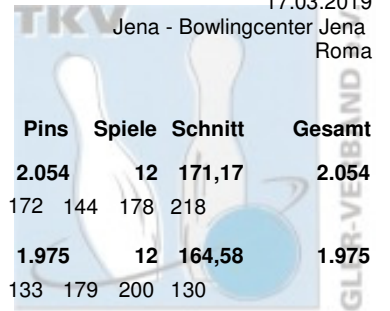 17.03.2019
TKV
Jena - Bowlingcenter Jena
Roma
Pins Spiele Schnitt Gesamt
2.054 12 171,17 2.054
172 144 178 218
1.975 12 164,58 1.975
133 179 200 130